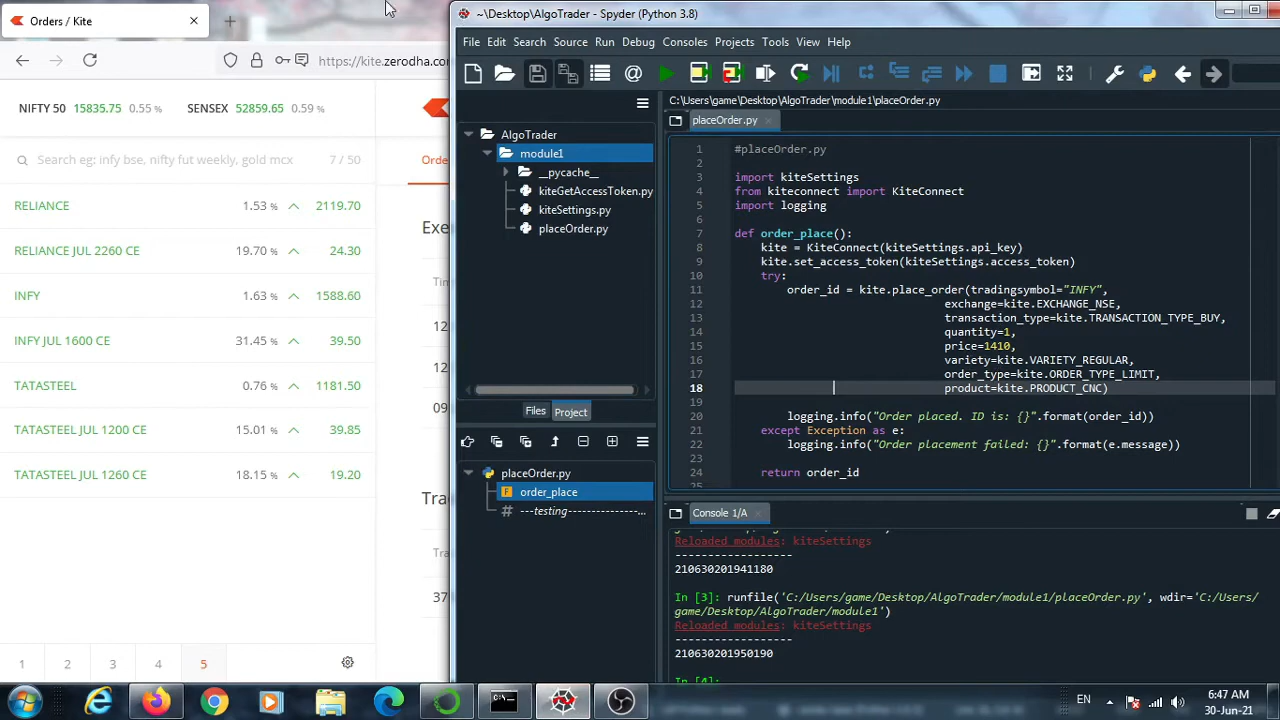 Orders / Kite
~\Desktop\AlgoTrader - Spyder (Python 3.8)
File Edit Search Source Run Debug Consoles Projects Tools View Help
https://kite.zerodha.co
NIFTY 50 15835.75 0.55 % SENSEX 52859.65 0.59 %
Search eg: infy bse, nifty fut weekly, gold mcx 7 / 50
RELIANCE 1.53 % 2119.70
RELIANCE JUL 2260 CE 19.70 % 24.30
INFY 1.63 % 1588.60
INFY JUL 1600 CE 31.45 % 39.50
TATASTEEL 0.76 % 1181.50
TATASTEEL JUL 1200 CE 15.01 % 39.85
TATASTEEL JUL 1260 CE 18.15 % 19.20
1 2 3 4 5
Orde
Exe
Tin
12
12
09
Tra
Tra
37
AlgoTrader
module1
__pycache__
kiteGetAccessToken.py
kiteSettings.py
placeOrder.py
Files Project
placeOrder.py
order_place
---testing--------------...
C:\Users\game\Desktop\AlgoTrader\module1\placeOrder.py
placeOrder.py
1 #placeOrder.py
2
3 import kiteSettings
4 from kiteconnect import KiteConnect
5 import logging
6
7 def order_place():
8 kite = KiteConnect(kiteSettings.api_key)
9 kite.set_access_token(kiteSettings.access_token)
10 try:
11 order_id = kite.place_order(tradingsymbol="INFY",
12 exchange=kite.EXCHANGE_NSE,
13 transaction_type=kite.TRANSACTION_TYPE_BUY,
14 quantity=1,
15 price=1410,
16 variety=kite.VARIETY_REGULAR,
17 order_type=kite.ORDER_TYPE_LIMIT,
18 product=kite.PRODUCT_CNC)
19
20 logging.info("Order placed. ID is: {}".format(order_id))
21 except Exception as e:
22 logging.info("Order placement failed: {}".format(e.message))
23
24 return order_id
25
Console 1/A
Reloaded modules: kiteSettings
------------------
210630201941180
In [3]: runfile('C:/Users/game/Desktop/AlgoTrader/module1/placeOrder.py', wdir='C:/Users/
game/Desktop/AlgoTrader/module1')
Reloaded modules: kiteSettings
------------------
210630201950190
In [4]:
EN
6:47 AM
30-Jun-21